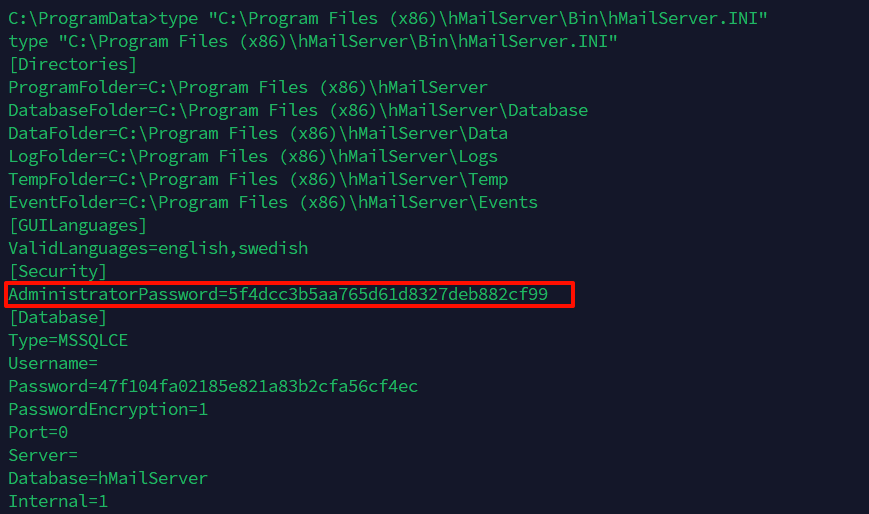 C:\ProgramData>type "C:\Program Files (x86)\hMailServer\Bin\hMailServer.INI"
type "C:\Program Files (x86)\hMailServer\Bin\hMailServer.INI"
[Directories]
ProgramFolder=C:\Program Files (x86)\hMailServer
DatabaseFolder=C:\Program Files (x86)\hMailServer\Database
DataFolder=C:\Program Files (x86)\hMailServer\Data
LogFolder=C:\Program Files (x86)\hMailServer\Logs
TempFolder=C:\Program Files (x86)\hMailServer\Temp
EventFolder=C:\Program Files (x86)\hMailServer\Events
[GUILanguages]
ValidLanguages=english,swedish
[Security]
AdministratorPassword=5f4dcc3b5aa765d61d8327deb882cf99
[Database]
Type=MSSQLCE
Username=
Password=47f104fa02185e821a83b2cfa56cf4ec
PasswordEncryption=1
Port=0
Server=
Database=hMailServer
Internal=1